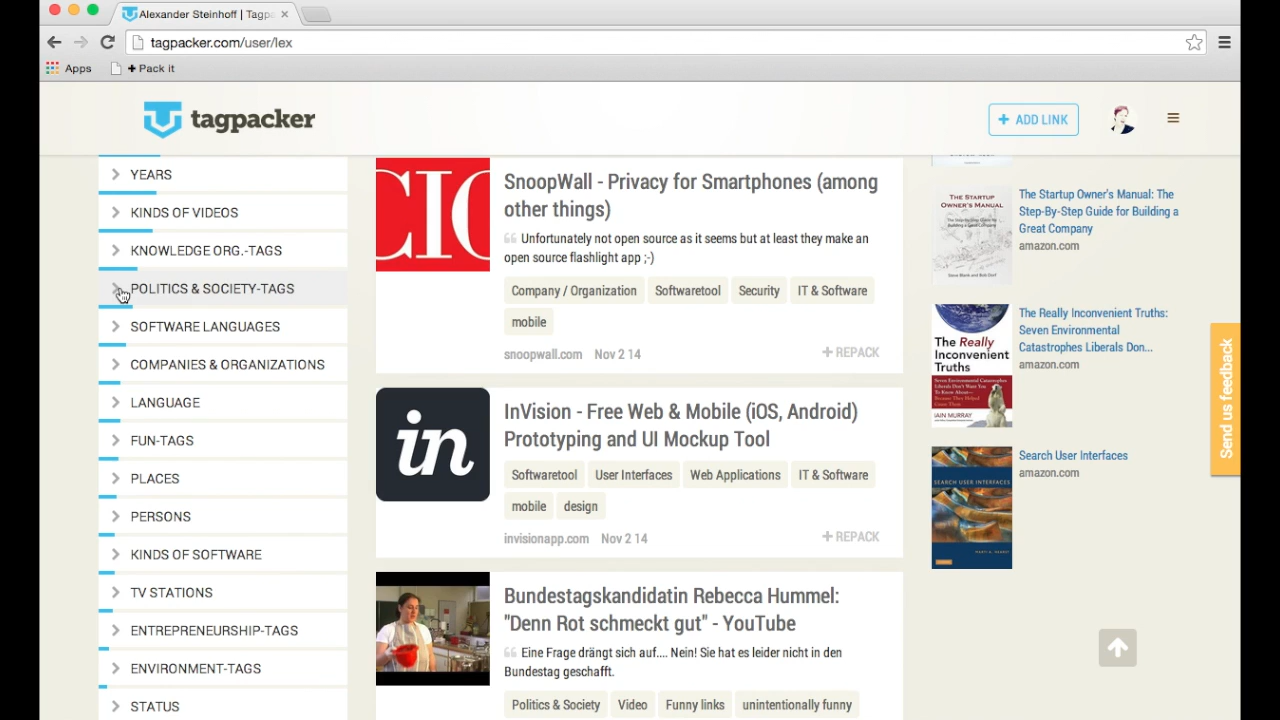 Alexander Steinhoff | Tagpa
tagpacker.com/user/lex
Apps
+ Pack it
tagpacker
+ ADD LINK
YEARS
KINDS OF VIDEOS
KNOWLEDGE ORG.-TAGS
POLITICS & SOCIETY-TAGS
SOFTWARE LANGUAGES
COMPANIES & ORGANIZATIONS
LANGUAGE
FUN-TAGS
PLACES
PERSONS
KINDS OF SOFTWARE
TV STATIONS
ENTREPRENEURSHIP-TAGS
ENVIRONMENT-TAGS
STATUS
CIO
SnoopWall - Privacy for Smartphones (among
other things)
Unfortunately not open source as it seems but at least they make an
open source flashlight app ;-)
Company / Organization
Softwaretool
Security
IT & Software
mobile
snoopwall.com Nov 2 14
+ REPACK
in
InVision - Free Web & Mobile (iOS, Android)
Prototyping and UI Mockup Tool
Softwaretool
User Interfaces
Web Applications
IT & Software
mobile
design
invisionapp.com Nov 2 14
+ REPACK
Bundestagskandidatin Rebecca Hummel:
"Denn Rot schmeckt gut" - YouTube
Eine Frage drängt sich auf.... Nein! Sie hat es leider nicht in den
Bundestag geschafft.
Politics & Society
Video
Funny links
unintentionally funny
THE STARTUP
OWNER'S MANUAL
The Startup Owner's Manual: The
Step-By-Step Guide for Building a
Great Company
amazon.com
The Really
Inconvenient
Truths
IAIN MURRAY
The Really Inconvenient Truths:
Seven Environmental
Catastrophes Liberals Don...
amazon.com
SEARCH USER INTERFACES
Search User Interfaces
amazon.com
Send us feedback